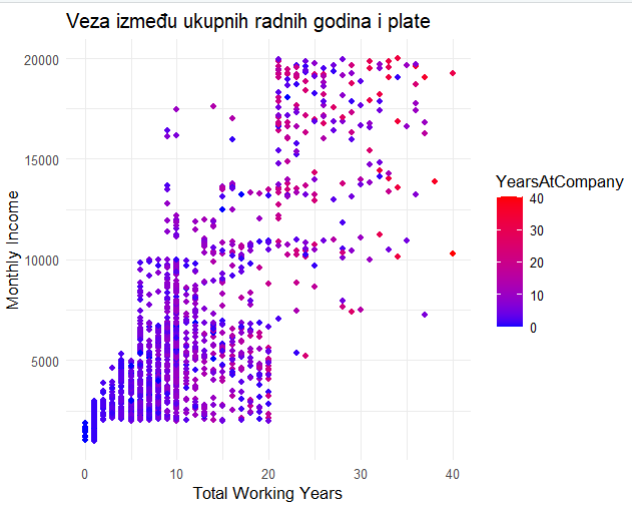 Veza između ukupnih radnih godina i plate
20000
15000
10000
5000
Monthly Income
0 10 20 30 40
Total Working Years
YearsAtCompany
40
30
20
10
0